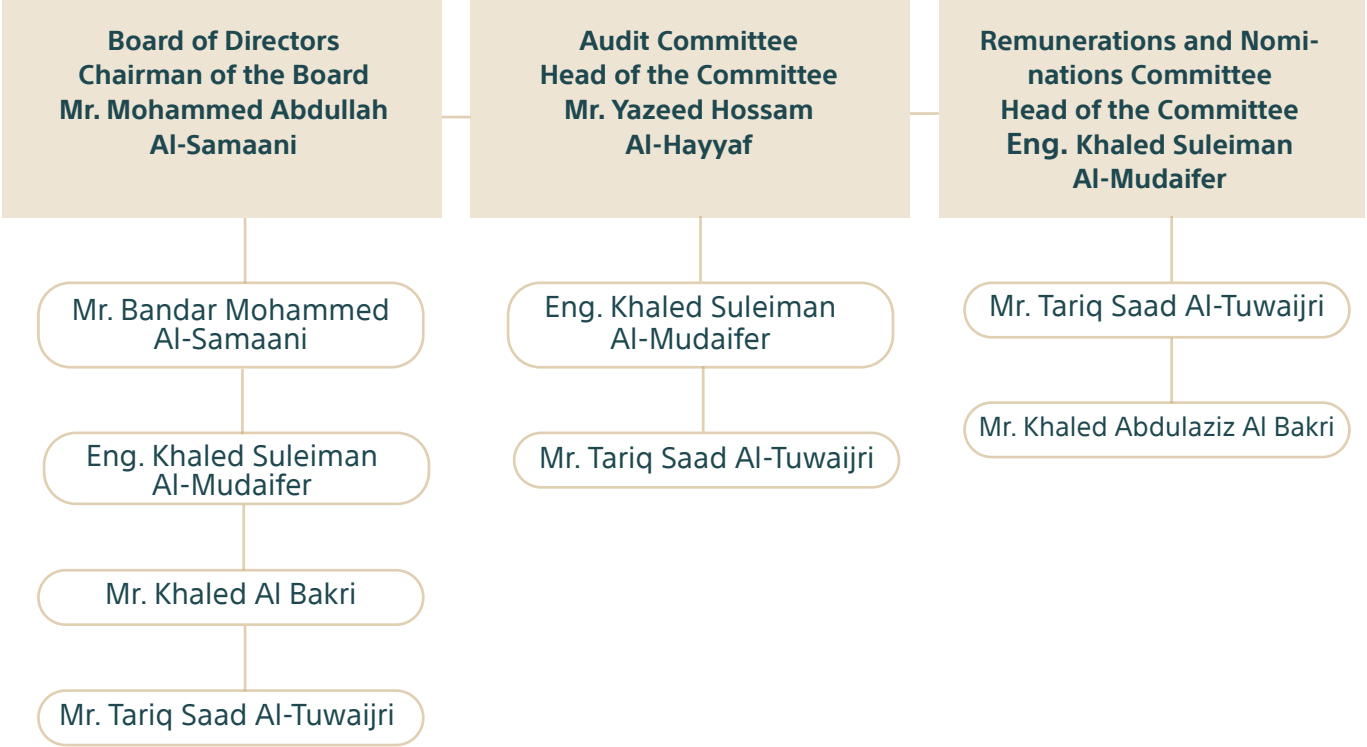 Board of Directors
Chairman of the Board
Mr. Mohammed Abdullah
Al-Samaani
Mr. Bandar Mohammed
Al-Samaani
Eng. Khaled Suleiman
Al-Mudaifer
Mr. Khaled Al Bakri
Mr. Tariq Saad Al-Tuwaijri
Audit Committee
Head of the Committee
Mr. Yazeed Hossam
Al-Hayyaf
Eng. Khaled Suleiman
Al-Mudaifer
Mr. Tariq Saad Al-Tuwaijri
Remunerations and Nomi-
nations Committee
Head of the Committee
Eng. Khaled Suleiman
Al-Mudaifer
Mr. Tariq Saad Al-Tuwaijri
Mr. Khaled Abdulaziz Al Bakri